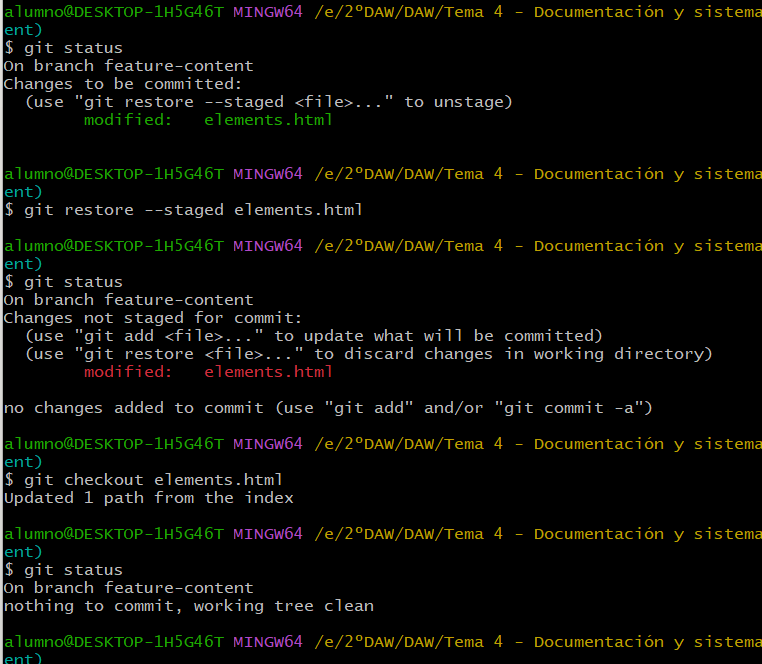 alumno@DESKTOP-1H5G46T MINGW64 /e/2ºDAW/DAW/Tema 4 - Documentación y sistema
ent)
$ git status
On branch feature-content
Changes to be committed:
  (use "git restore --staged <file>..." to unstage)
        modified:   elements.html
alumno@DESKTOP-1H5G46T MINGW64 /e/2ºDAW/DAW/Tema 4 - Documentación y sistema
ent)
$ git restore --staged elements.html
alumno@DESKTOP-1H5G46T MINGW64 /e/2ºDAW/DAW/Tema 4 - Documentación y sistema
ent)
$ git status
On branch feature-content
Changes not staged for commit:
  (use "git add <file>..." to update what will be committed)
  (use "git restore <file>..." to discard changes in working directory)
        modified:   elements.html
no changes added to commit (use "git add" and/or "git commit -a")
alumno@DESKTOP-1H5G46T MINGW64 /e/2ºDAW/DAW/Tema 4 - Documentación y sistema
ent)
$ git checkout elements.html
Updated 1 path from the index
alumno@DESKTOP-1H5G46T MINGW64 /e/2ºDAW/DAW/Tema 4 - Documentación y sistema
ent)
$ git status
On branch feature-content
nothing to commit, working tree clean
alumno@DESKTOP-1H5G46T MINGW64 /e/2ºDAW/DAW/Tema 4 - Documentación y sistema
ent)